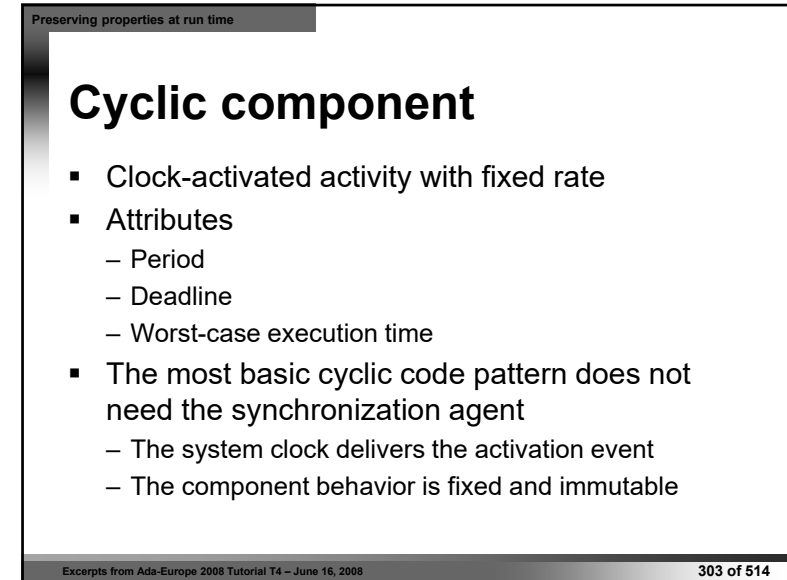 Preserving properties at run time
Cyclic component
▪ Clock-activated activity with fixed rate
▪ Attributes
– Period
– Deadline
– Worst-case execution time
▪ The most basic cyclic code pattern does not
need the synchronization agent
– The system clock delivers the activation event
– The component behavior is fixed and immutable
Excerpts from Ada-Europe 2008 Tutorial T4 – June 16, 2008
303 of 514